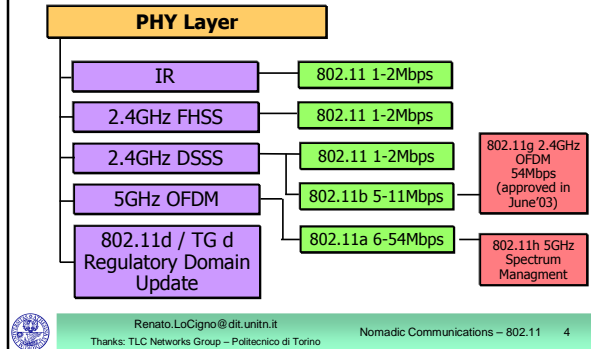 PHY Layer
IR
802.11 1-2Mbps
2.4GHz FHSS
802.11 1-2Mbps
2.4GHz DSSS
802.11 1-2Mbps
802.11b 5-11Mbps
802.11g 2.4GHz
OFDM
54Mbps
(approved in
June'03)
5GHz OFDM
802.11a 6-54Mbps
802.11h 5GHz
Spectrum
Managment
802.11d / TG d
Regulatory Domain
Update
Renato.LoCigno@dit.unitn.it
Thanks: TLC Networks Group – Politecnico di Torino
Nomadic Communications – 802.11 4